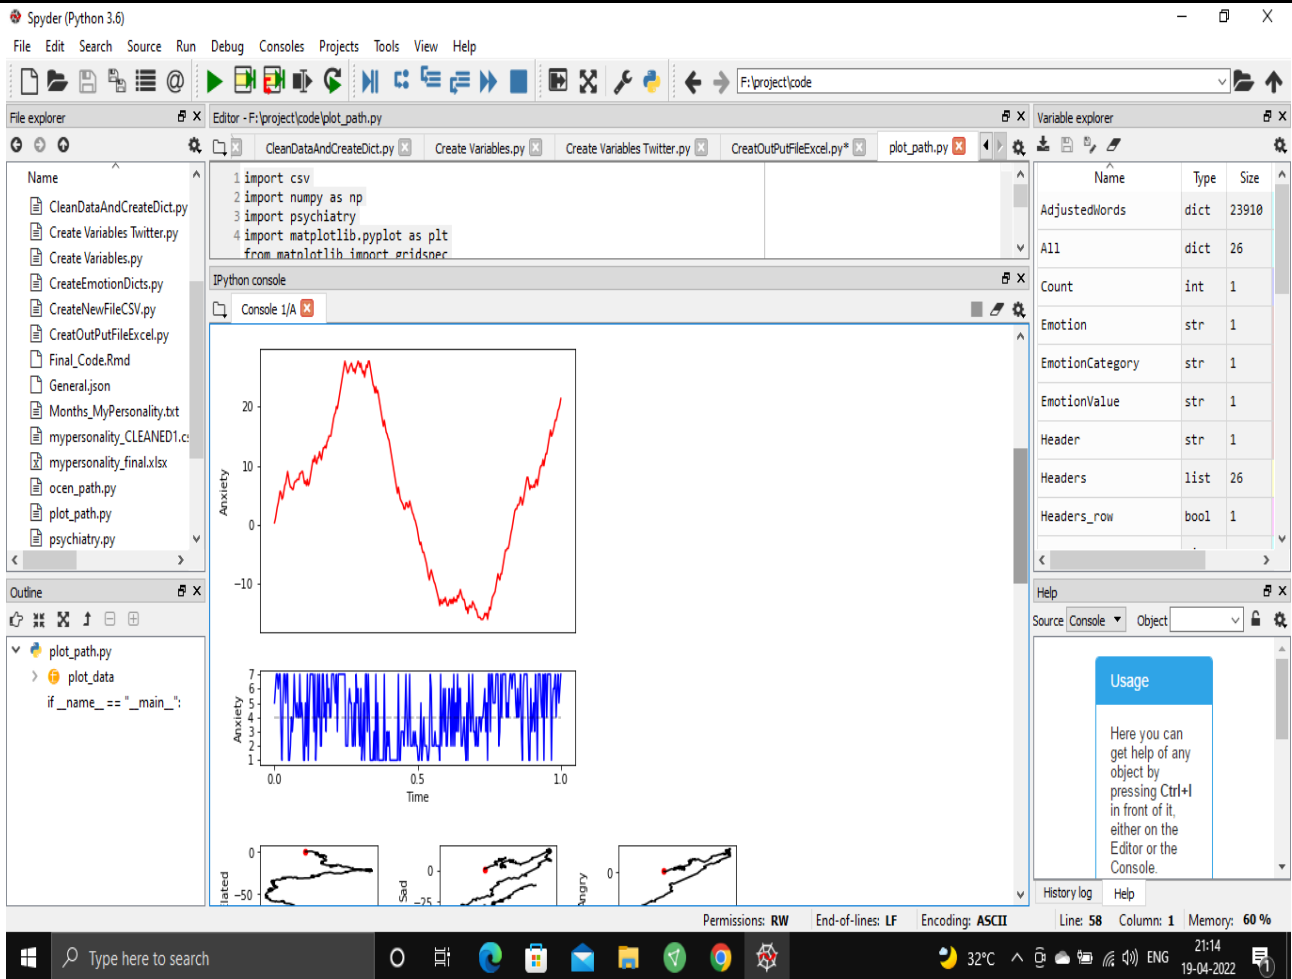 Spyder (Python 3.6)
File Edit Search Source Run Debug Consoles Projects Tools View Help
F:\project\code
File explorer
Name
CleanDataAndCreateDict.py
Create Variables Twitter.py
Create Variables.py
CreateEmotionDicts.py
CreateNewFileCSV.py
CreatOutPutFileExcel.py
Final_Code.Rmd
General.json
Months_MyPersonality.txt
mypersonality_CLEANED1.c
mypersonality_final.xlsx
ocen_path.py
plot_path.py
psychiatry.py
Outline
plot_path.py
plot_data
if __name__ == "__main__":
Editor - F:\project\code\plot_path.py
CleanDataAndCreateDict.py Create Variables.py Create Variables Twitter.py CreatOutPutFileExcel.py* plot_path.py
1 import csv
2 import numpy as np
3 import psychiatry
4 import matplotlib.pyplot as plt
from matplotlib import gridspec
IPython console
Console 1/A
20
10
0
−10
Anxiety
7
6
5
4
3
2
1
Anxiety
0.0 0.5 1.0
Time
0
−50
lated
0
−25
Sad
0
Angry
Variable explorer
Name Type Size
AdjustedWords dict 23910
All dict 26
Count int 1
Emotion str 1
EmotionCategory str 1
EmotionValue str 1
Header str 1
Headers list 26
Headers_row bool 1
Help
Source Console Object
Usage
Here you can
get help of any
object by
pressing Ctrl+I
in front of it,
either on the
Editor or the
Console.
History log Help
Permissions: RW End-of-lines: LF Encoding: ASCII Line: 58 Column: 1 Memory: 60 %
Type here to search
32°C ENG
21:14
19-04-2022
1